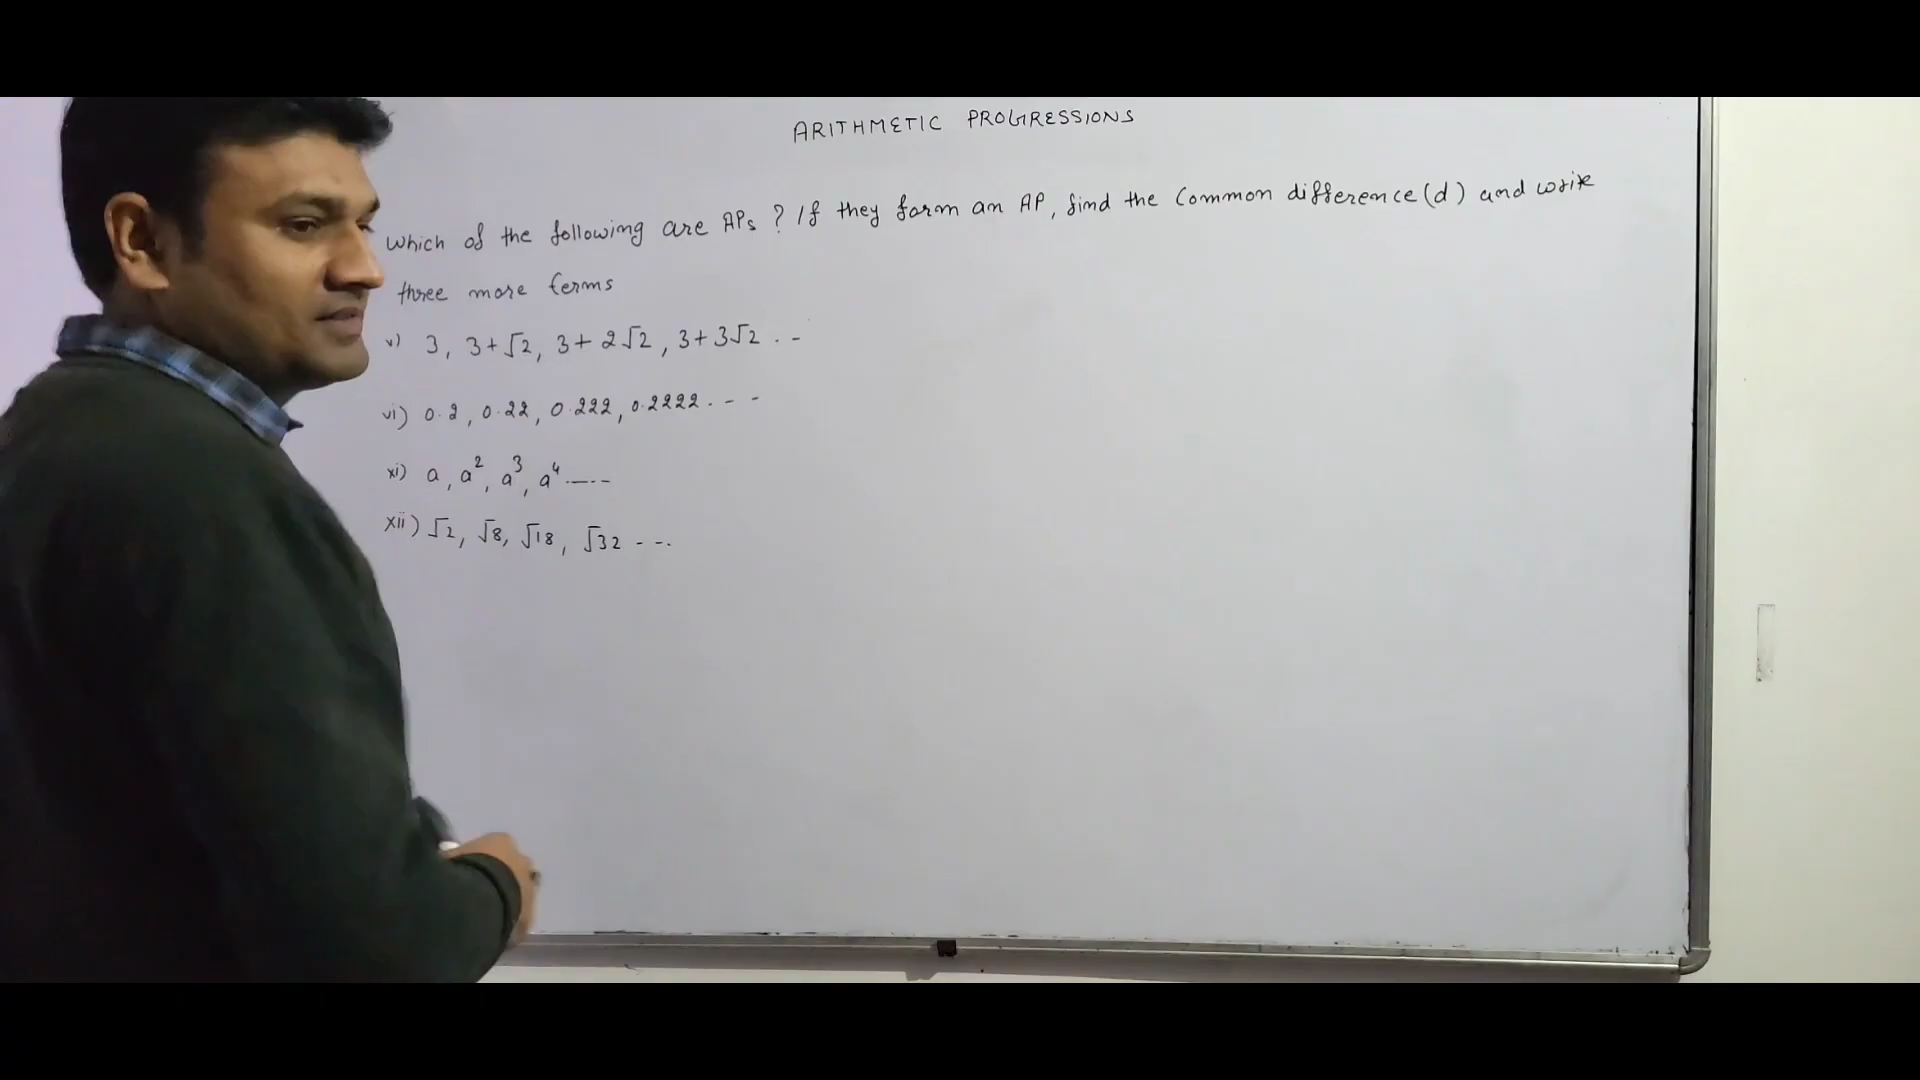 ARITHMETIC PROGRESSIONS
Which of the following are APs ? If they form an AP, find the Common difference (d) and write
three more terms
v) 3, 3+√2, 3+2√2, 3+3√2 . -
vi) 0.2, 0.22, 0.222, 0.2222. - -
xi) a, a², a³, a⁴ .----
xii) √2, √8, √18, √32 - -.